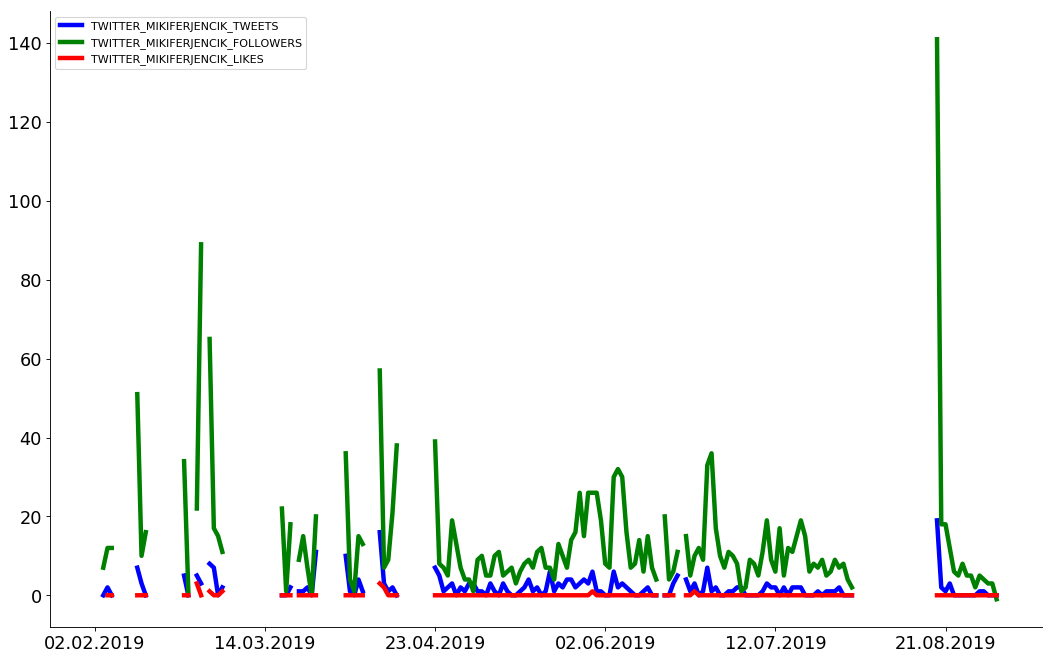 TWITTER_MIKIFERJENCIK_TWEETS
TWITTER_MIKIFERJENCIK_FOLLOWERS
TWITTER_MIKIFERJENCIK_LIKES
140
120
100
80
60
40
20
0
02.02.2019 14.03.2019 23.04.2019 02.06.2019 12.07.2019 21.08.2019